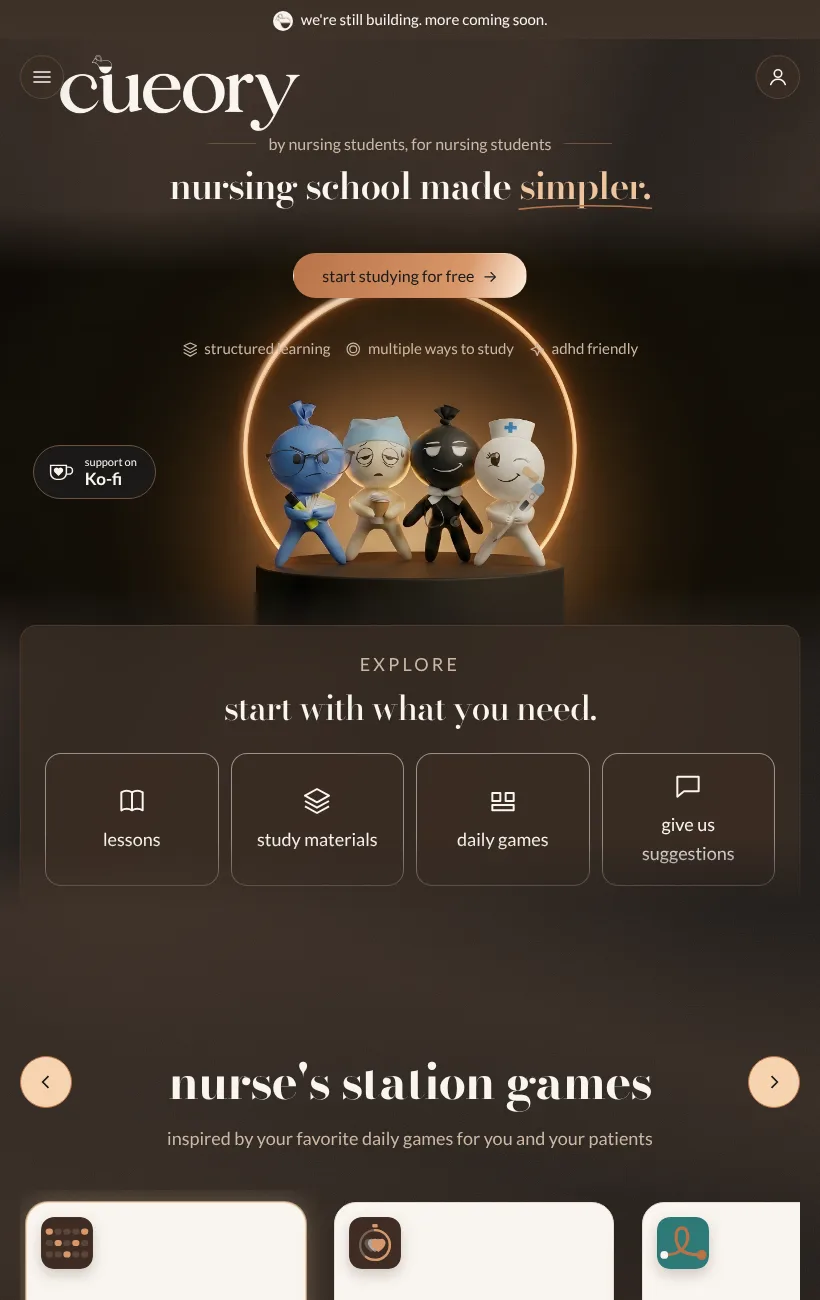 we're still building. more coming soon.
cueory
by nursing students, for nursing students
nursing school made simpler.
start studying for free →
structured learning multiple ways to study adhd friendly
support on
Ko-fi
EXPLORE
start with what you need.
lessons
study materials
daily games
give us
suggestions
nurse's station games
inspired by your favorite daily games for you and your patients